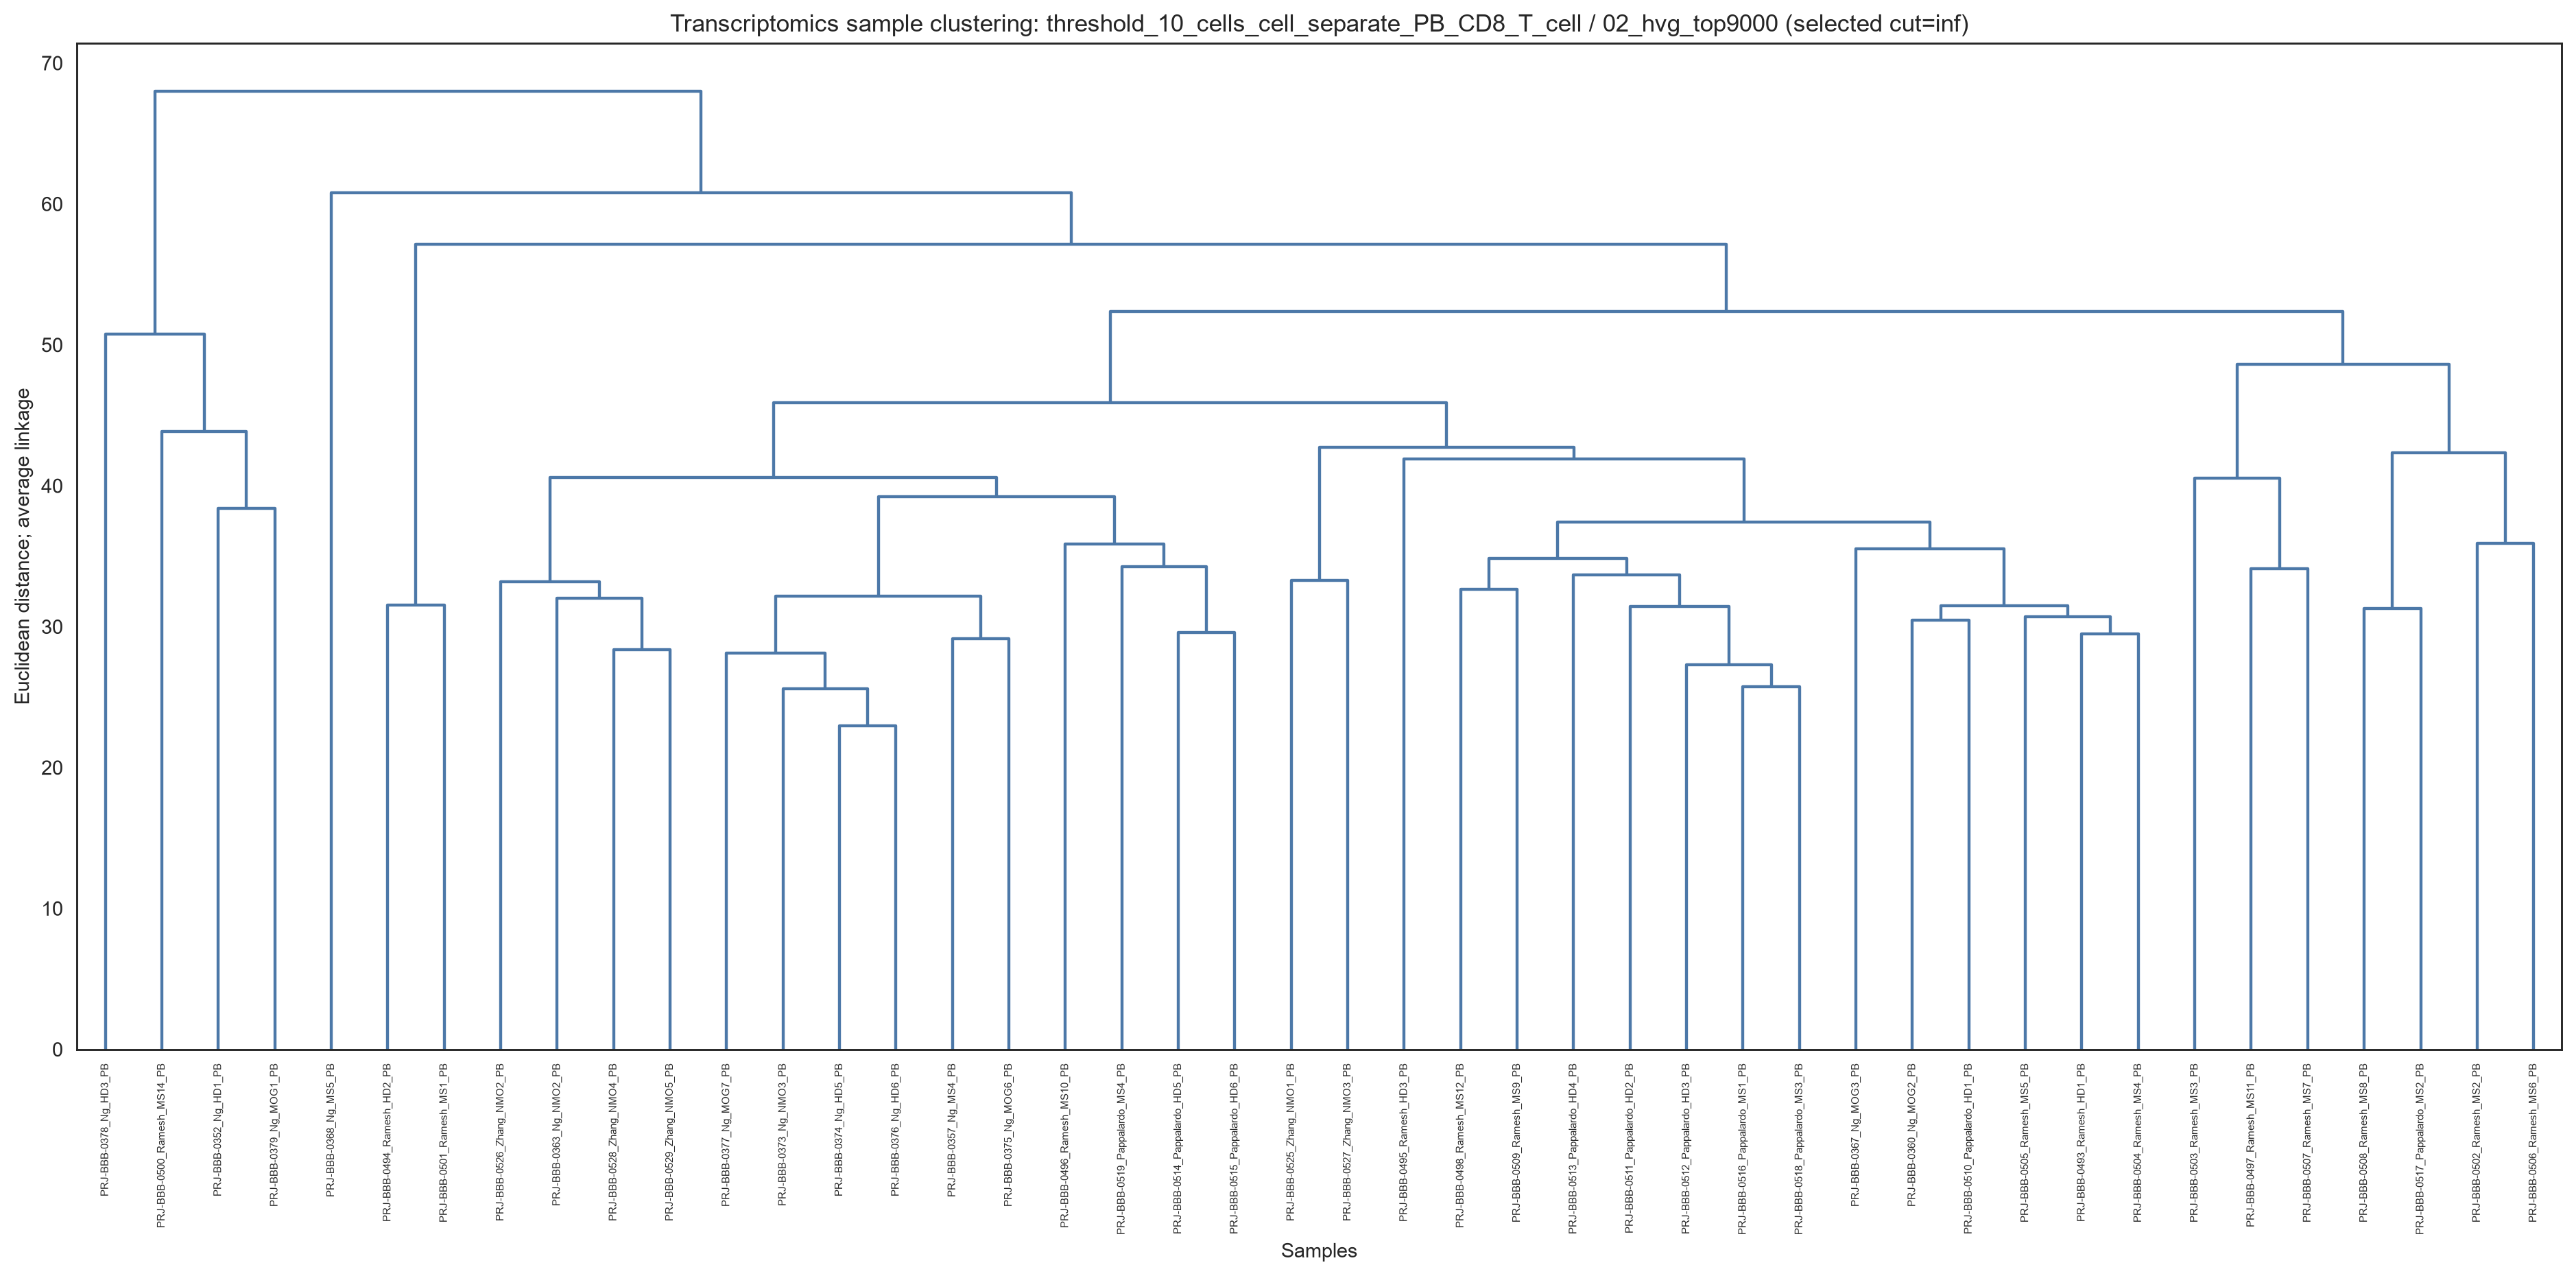 Transcriptomics sample clustering: threshold_10_cells_cell_separate_PB_CD8_T_cell / 02_hvg_top9000 (selected cut=inf)
Euclidean distance; average linkage
70
60
50
40
30
20
10
0
PRJ-BBB-0378_Ng_HD3_PB
PRJ-BBB-0500_Ramesh_MS14_PB
PRJ-BBB-0352_Ng_HD1_PB
PRJ-BBB-0379_Ng_MOG1_PB
PRJ-BBB-0368_Ng_MS5_PB
PRJ-BBB-0494_Ramesh_HD2_PB
PRJ-BBB-0501_Ramesh_MS1_PB
PRJ-BBB-0526_Zhang_NMO2_PB
PRJ-BBB-0363_Ng_NMO2_PB
PRJ-BBB-0528_Zhang_NMO4_PB
PRJ-BBB-0529_Zhang_NMO5_PB
PRJ-BBB-0377_Ng_MOG7_PB
PRJ-BBB-0373_Ng_NMO3_PB
PRJ-BBB-0374_Ng_HD5_PB
PRJ-BBB-0376_Ng_HD6_PB
PRJ-BBB-0357_Ng_MS4_PB
PRJ-BBB-0375_Ng_MOG6_PB
PRJ-BBB-0496_Ramesh_MS10_PB
PRJ-BBB-0519_Pappalardo_MS4_PB
PRJ-BBB-0514_Pappalardo_HD5_PB
PRJ-BBB-0515_Pappalardo_HD6_PB
PRJ-BBB-0525_Zhang_NMO1_PB
PRJ-BBB-0527_Zhang_NMO3_PB
PRJ-BBB-0495_Ramesh_HD3_PB
PRJ-BBB-0498_Ramesh_MS12_PB
PRJ-BBB-0509_Ramesh_MS9_PB
PRJ-BBB-0513_Pappalardo_HD4_PB
PRJ-BBB-0511_Pappalardo_HD2_PB
PRJ-BBB-0512_Pappalardo_HD3_PB
PRJ-BBB-0516_Pappalardo_MS1_PB
PRJ-BBB-0518_Pappalardo_MS3_PB
PRJ-BBB-0367_Ng_MOG3_PB
PRJ-BBB-0360_Ng_MOG2_PB
PRJ-BBB-0510_Pappalardo_HD1_PB
PRJ-BBB-0505_Ramesh_MS5_PB
PRJ-BBB-0493_Ramesh_HD1_PB
PRJ-BBB-0504_Ramesh_MS4_PB
PRJ-BBB-0503_Ramesh_MS3_PB
PRJ-BBB-0497_Ramesh_MS11_PB
PRJ-BBB-0507_Ramesh_MS7_PB
PRJ-BBB-0508_Ramesh_MS8_PB
PRJ-BBB-0517_Pappalardo_MS2_PB
PRJ-BBB-0502_Ramesh_MS2_PB
PRJ-BBB-0506_Ramesh_MS6_PB
Samples